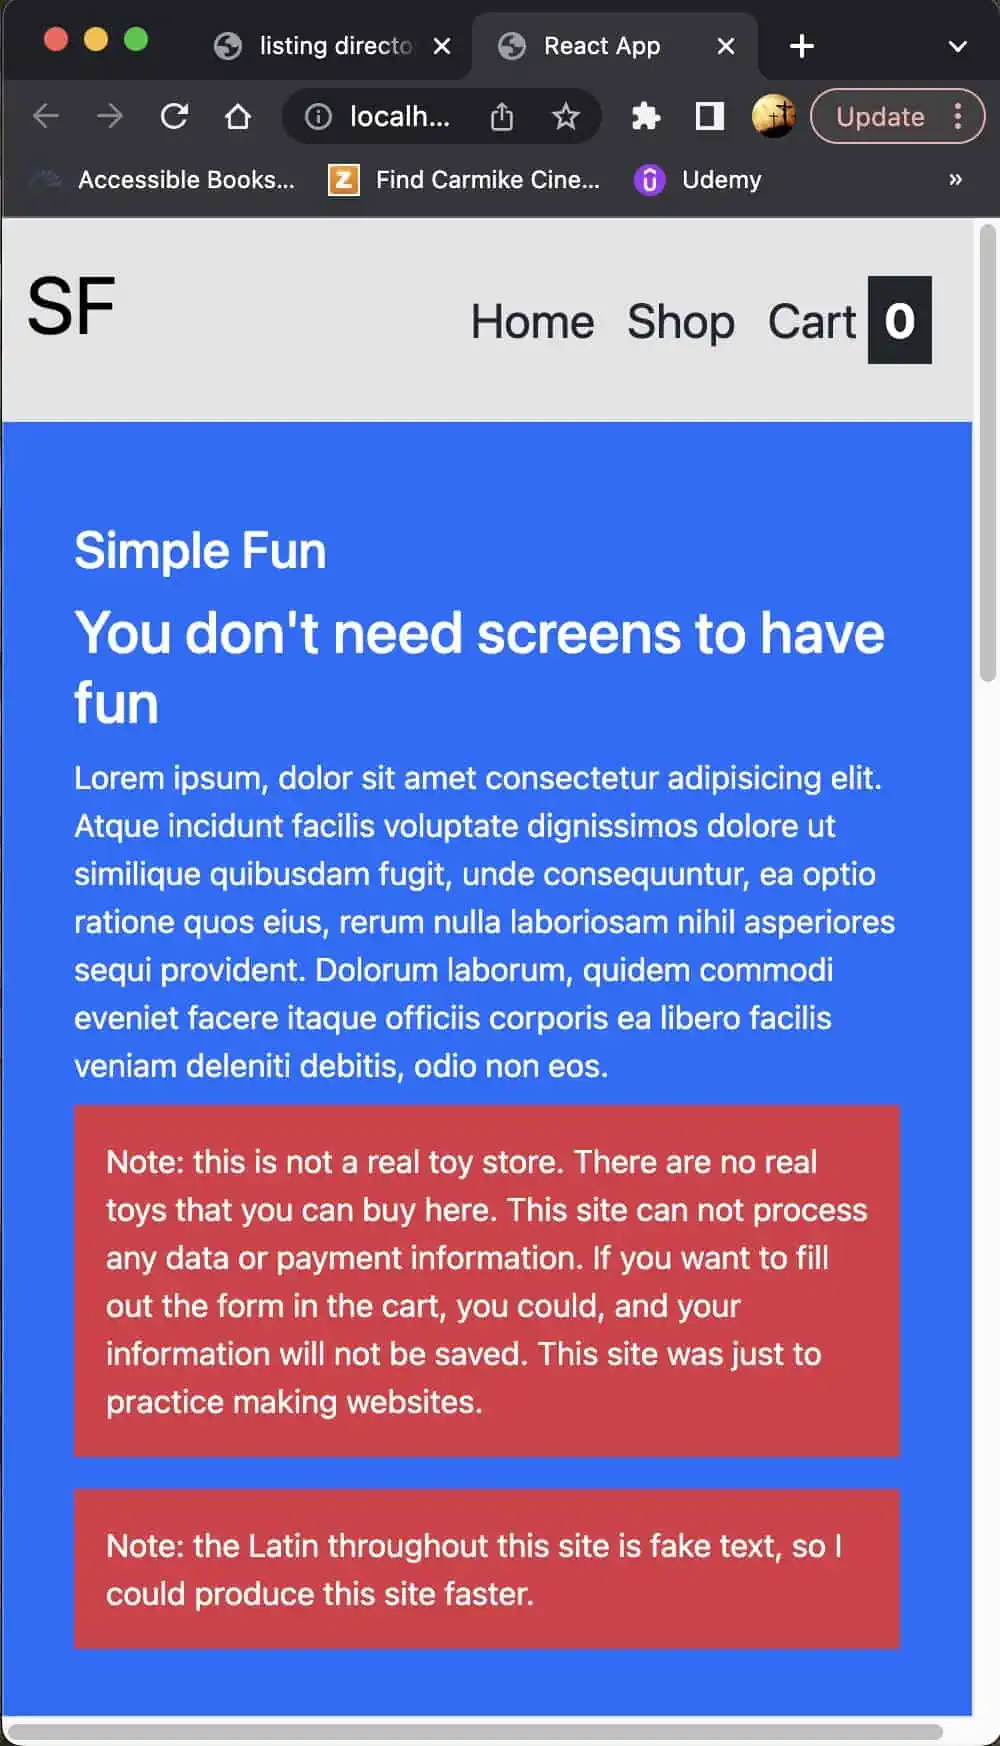 listing directo
React App
localh...
Update
Accessible Books...
Z
Find Carmike Cine...
Udemy
»
SF
Home Shop Cart 0
Simple Fun
You don't need screens to have
fun
Lorem ipsum, dolor sit amet consectetur adipisicing elit.
Atque incidunt facilis voluptate dignissimos dolore ut
similique quibusdam fugit, unde consequuntur, ea optio
ratione quos eius, rerum nulla laboriosam nihil asperiores
sequi provident. Dolorum laborum, quidem commodi
eveniet facere itaque officiis corporis ea libero facilis
veniam deleniti debitis, odio non eos.
Note: this is not a real toy store. There are no real
toys that you can buy here. This site can not process
any data or payment information. If you want to fill
out the form in the cart, you could, and your
information will not be saved. This site was just to
practice making websites.
Note: the Latin throughout this site is fake text, so I
could produce this site faster.